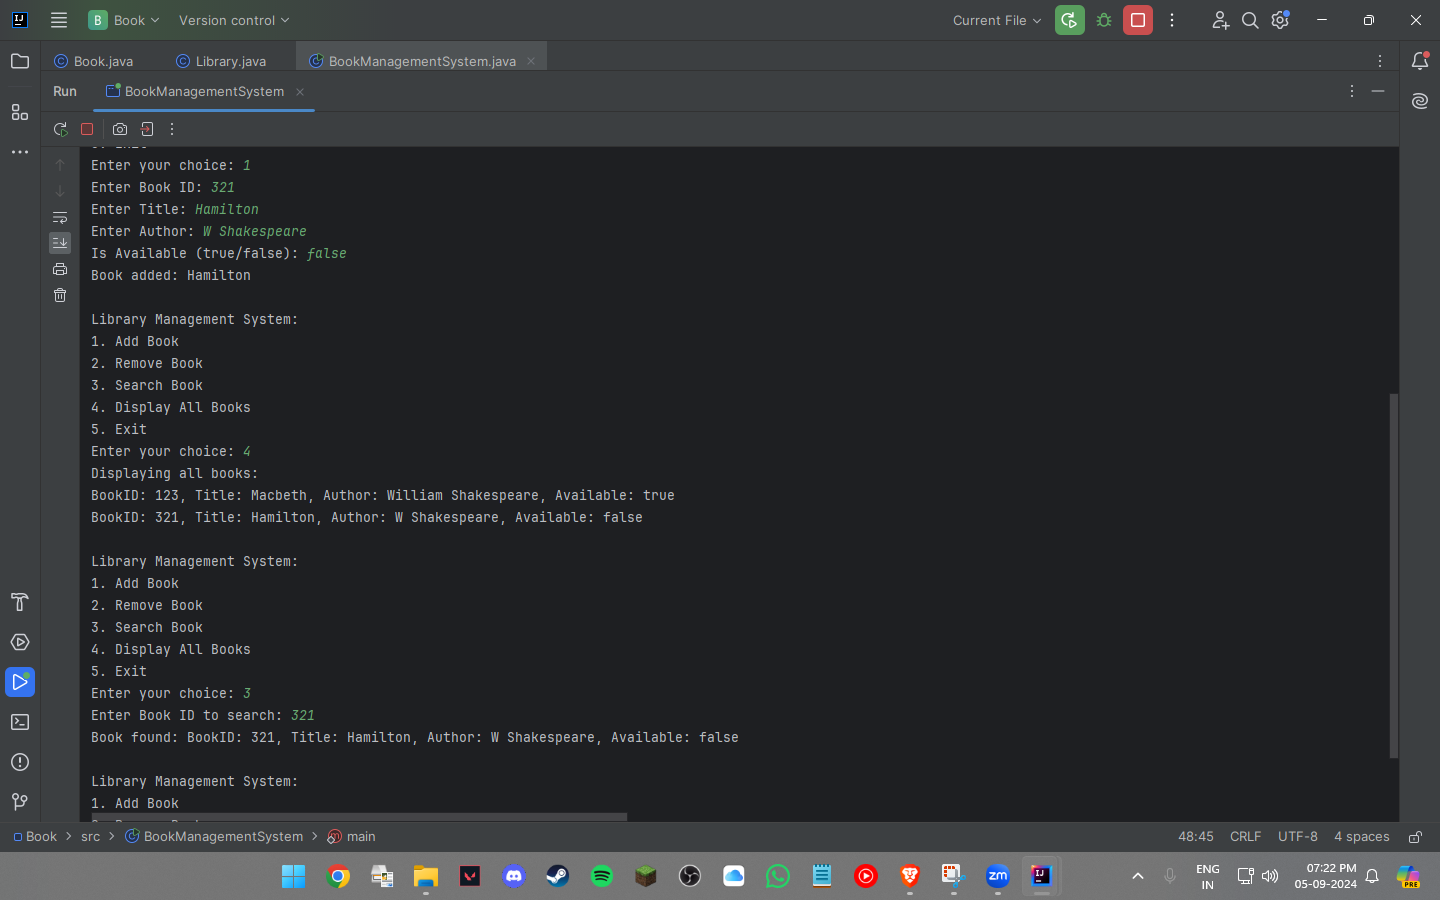 Book
Version control
Current File
Book.java
Library.java
BookManagementSystem.java
Run
BookManagementSystem
Enter your choice: 1
Enter Book ID: 321
Enter Title: Hamilton
Enter Author: W Shakespeare
Is Available (true/false): false
Book added: Hamilton
Library Management System:
1. Add Book
2. Remove Book
3. Search Book
4. Display All Books
5. Exit
Enter your choice: 4
Displaying all books:
BookID: 123, Title: Macbeth, Author: William Shakespeare, Available: true
BookID: 321, Title: Hamilton, Author: W Shakespeare, Available: false
Library Management System:
1. Add Book
2. Remove Book
3. Search Book
4. Display All Books
5. Exit
Enter your choice: 3
Enter Book ID to search: 321
Book found: BookID: 321, Title: Hamilton, Author: W Shakespeare, Available: false
Library Management System:
1. Add Book
Book > src > BookManagementSystem > main
48:45 CRLF UTF-8 4 spaces
ENG
IN
07:22 PM
05-09-2024